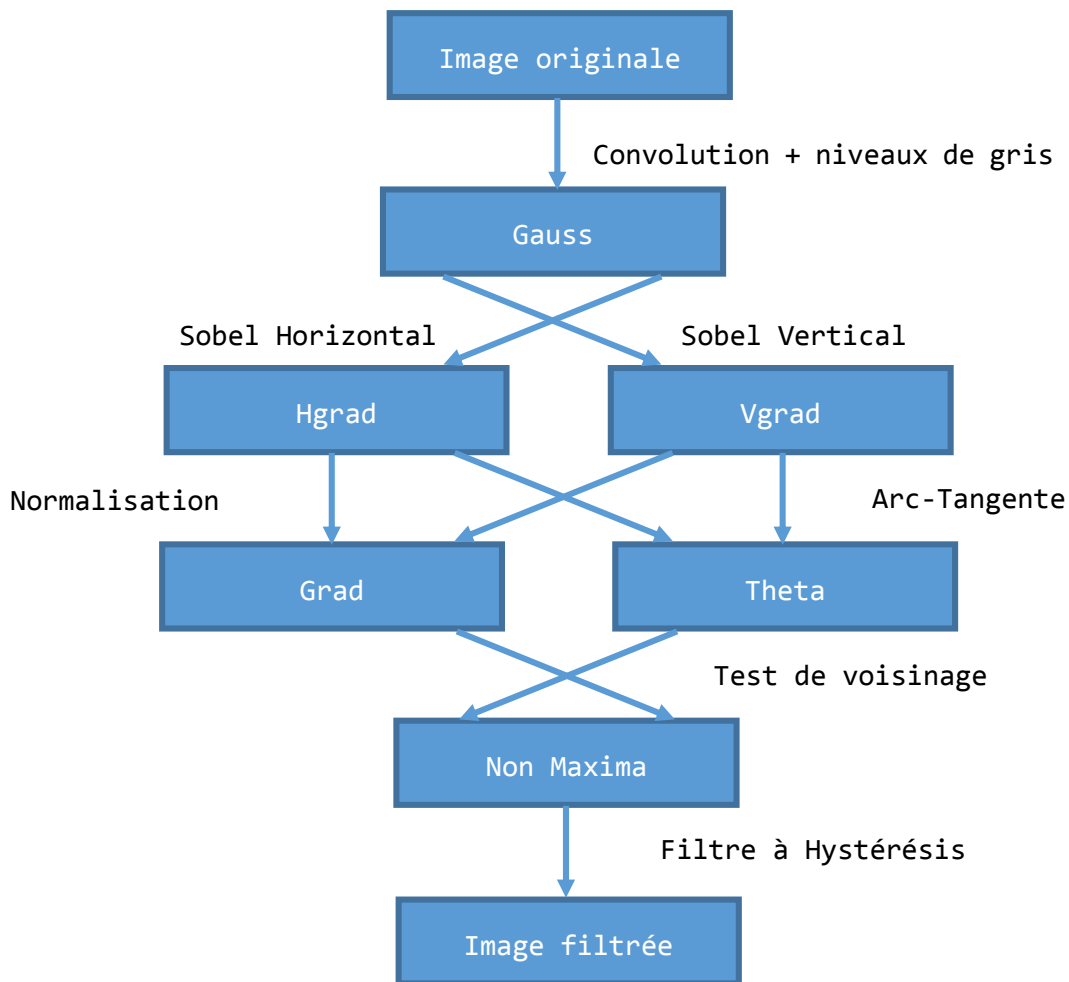 Image originale
Convolution + niveaux de gris
Gauss
Sobel Horizontal
Sobel Vertical
Hgrad
Vgrad
Normalisation
Arc-Tangente
Grad
Theta
Test de voisinage
Non Maxima
Filtre à Hystérésis
Image filtrée